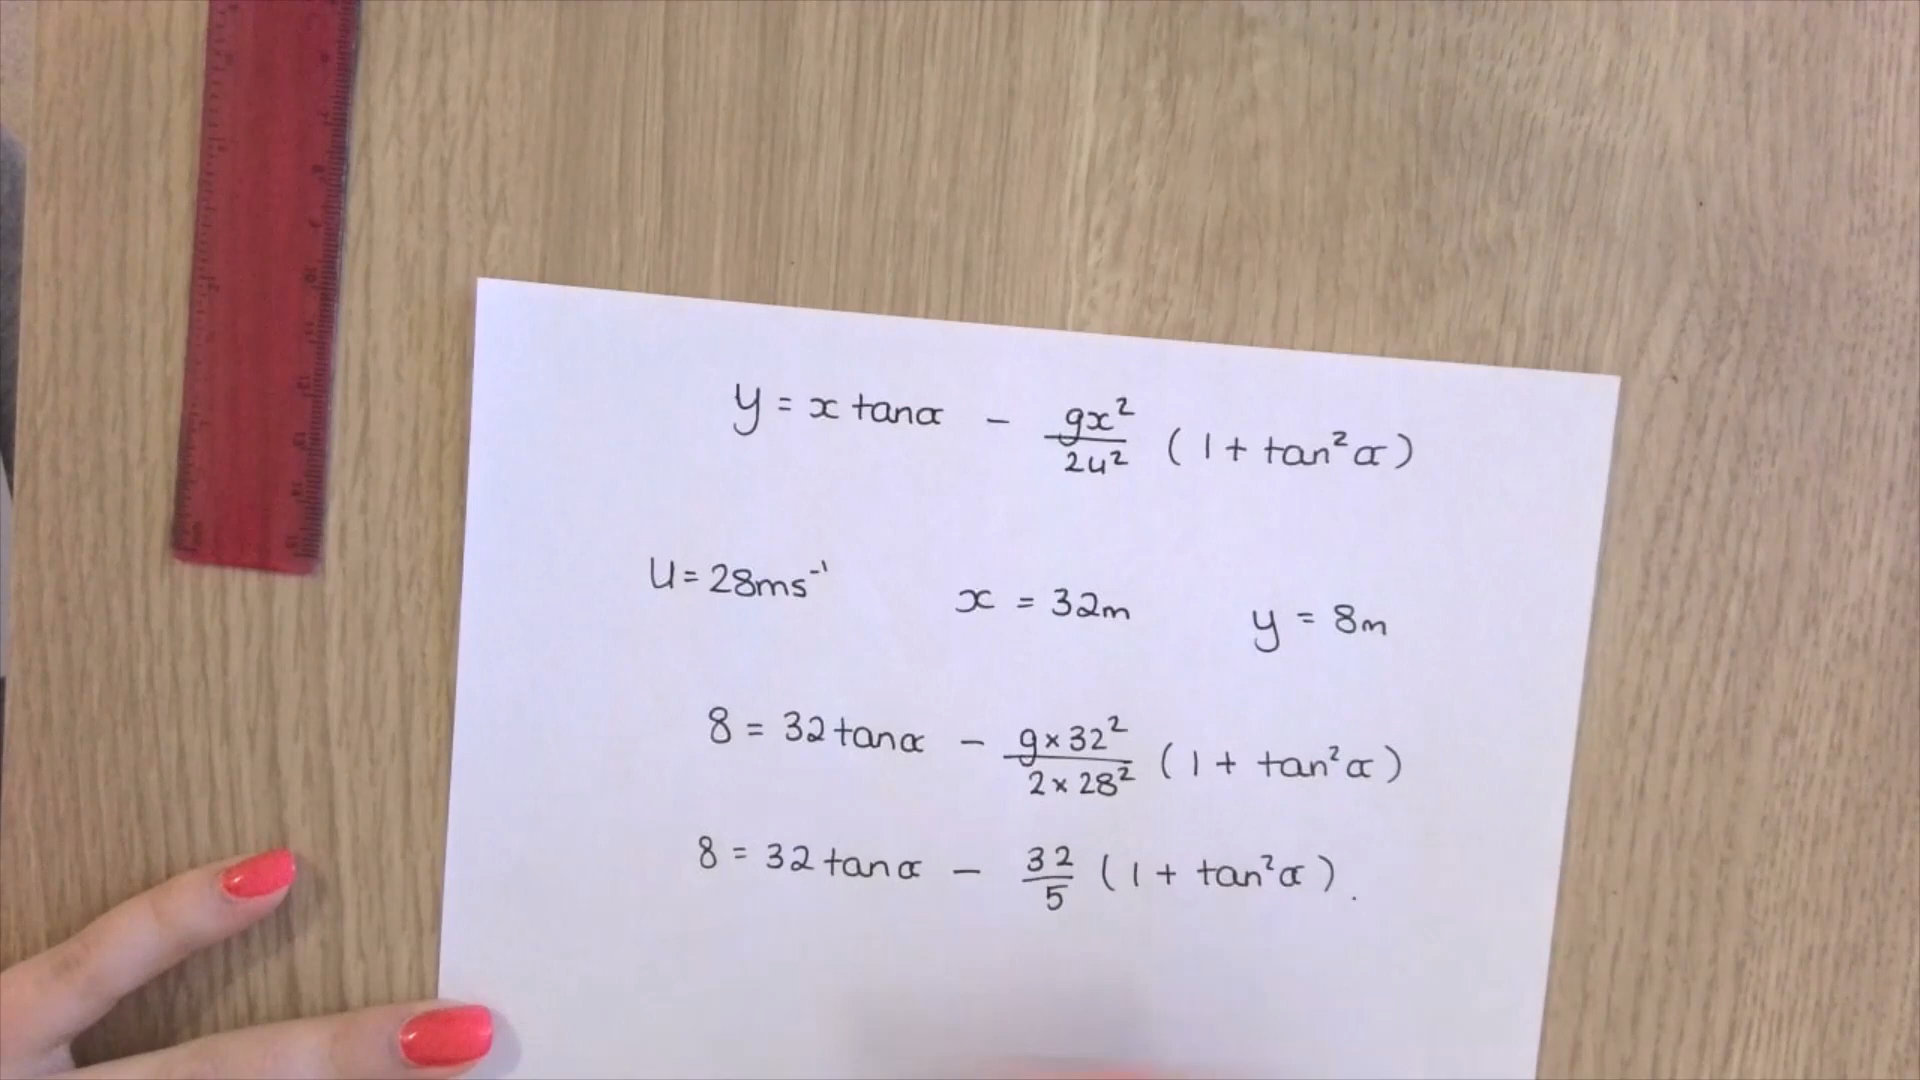 y = x tanα - gx²/2u² (1 + tan²α)
u = 28ms⁻¹ x = 32m y = 8m
8 = 32 tanα - g×32²/2×28² (1 + tan²α)
8 = 32 tanα - 32/5 (1 + tan²α).